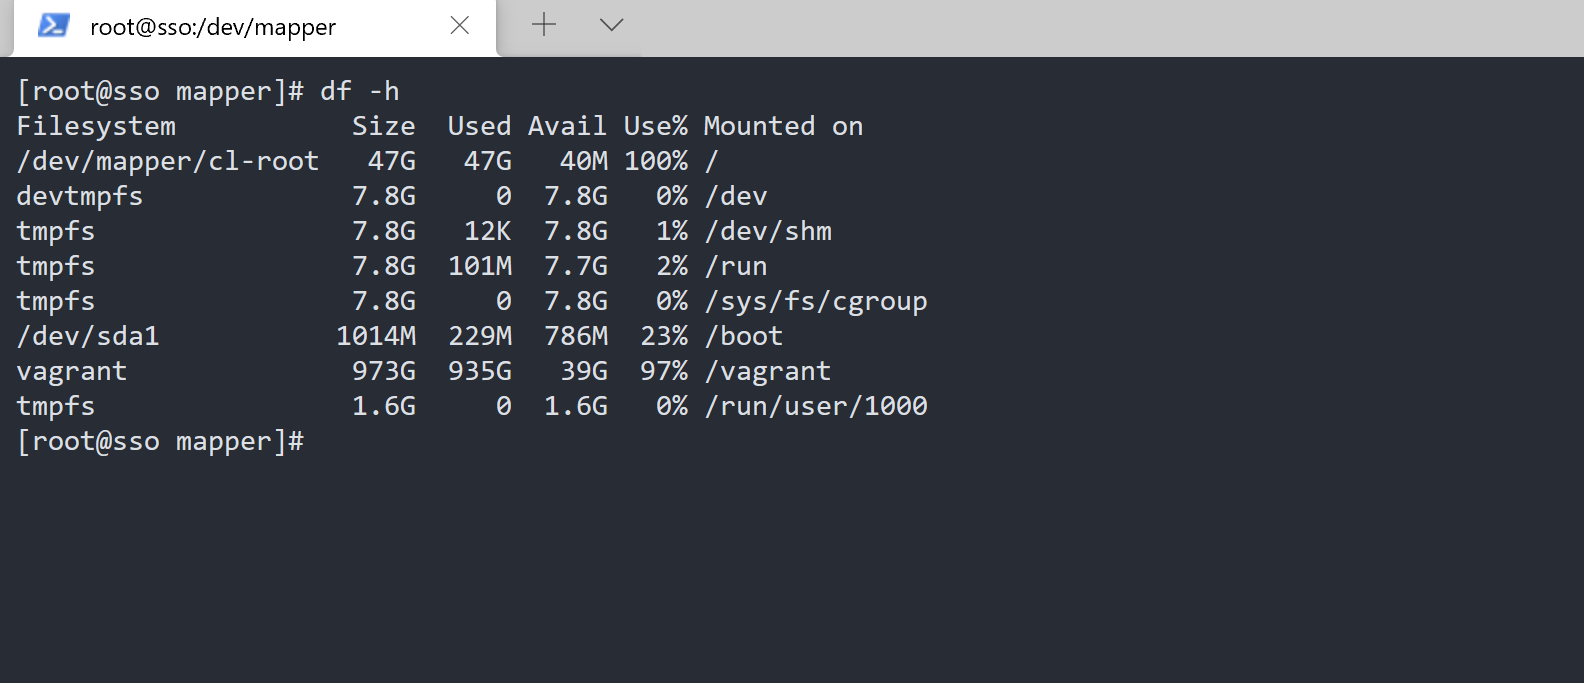 root@sso:/dev/mapper
[root@sso mapper]# df -h
Filesystem           Size  Used Avail Use% Mounted on
/dev/mapper/cl-root   47G   47G   40M 100% /
devtmpfs             7.8G     0  7.8G   0% /dev
tmpfs                7.8G   12K  7.8G   1% /dev/shm
tmpfs                7.8G  101M  7.7G   2% /run
tmpfs                7.8G     0  7.8G   0% /sys/fs/cgroup
/dev/sda1           1014M  229M  786M  23% /boot
vagrant              973G  935G   39G  97% /vagrant
tmpfs                1.6G     0  1.6G   0% /run/user/1000
[root@sso mapper]#